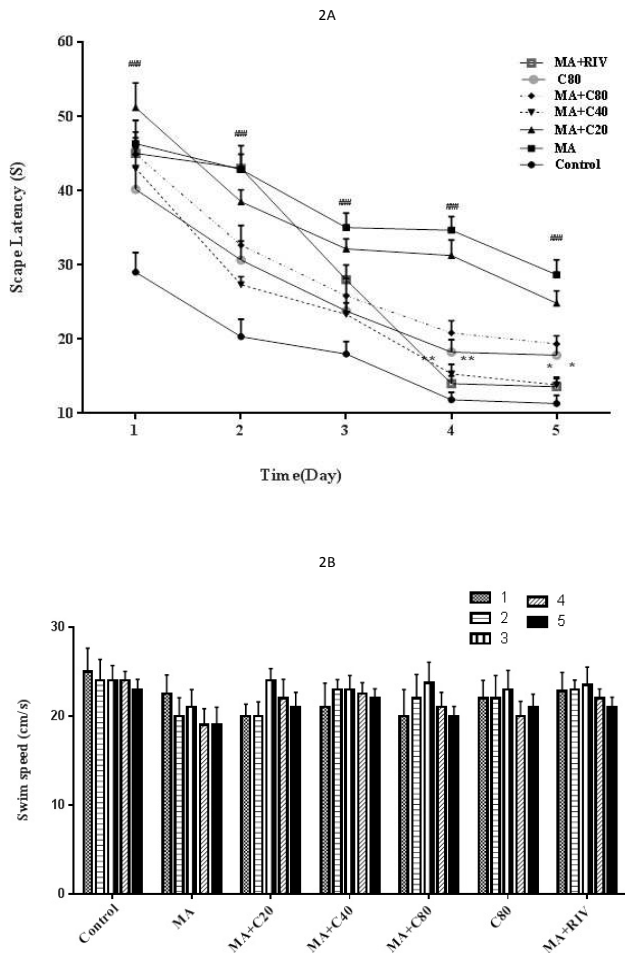 2A
60
50
40
30
20
10
Scape Latency (S)
##
##
##
##
##
**
**
*
*
MA+RIV
C80
MA+C80
MA+C40
MA+C20
MA
Control
1 2 3 4 5
Time(Day)
2B
30
20
10
0
Swim speed (cm/s)
1 4
2 5
3
Control MA MA+C20 MA+C40 MA+C80 C80 MA+RIV